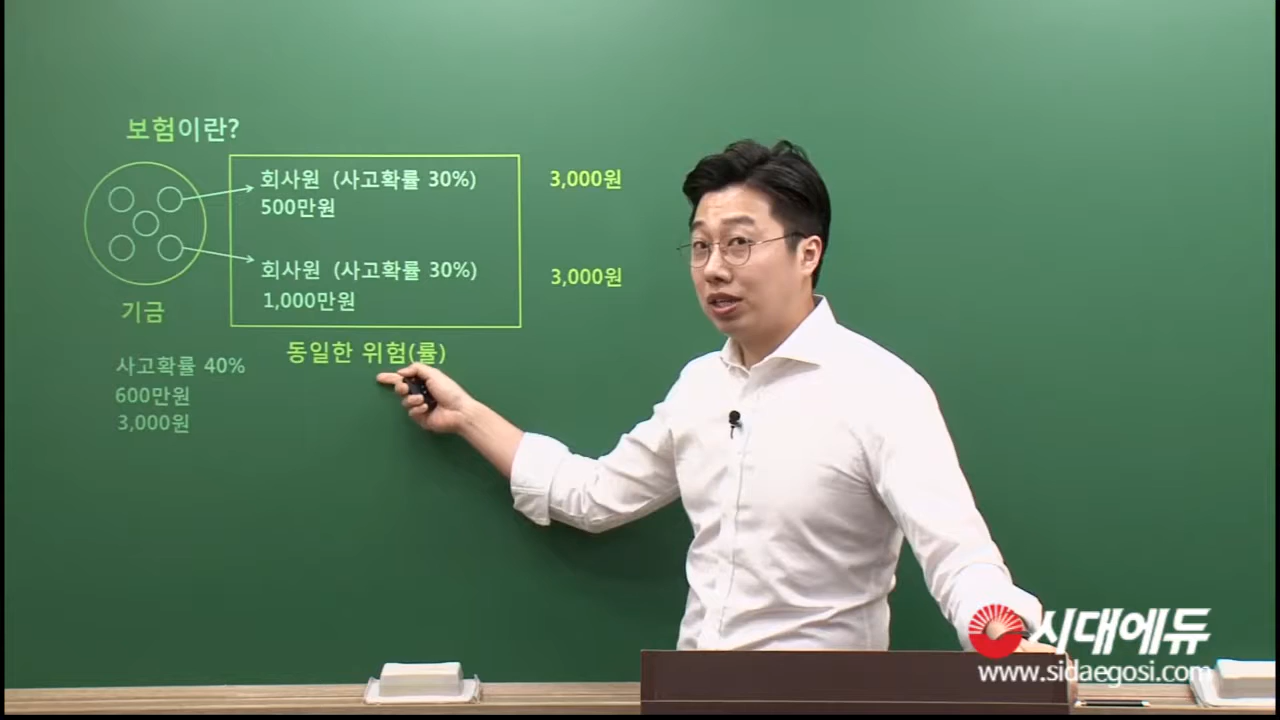 보험이란?
회사원 (사고확률 30%)
3,000원
500만원
회사원 (사고확률 30%)
3,000원
1,000만원
기금
동일한 위험(률)
사고확률 40%
600만원
3,000원
시대에듀
www.sidaegosi.com